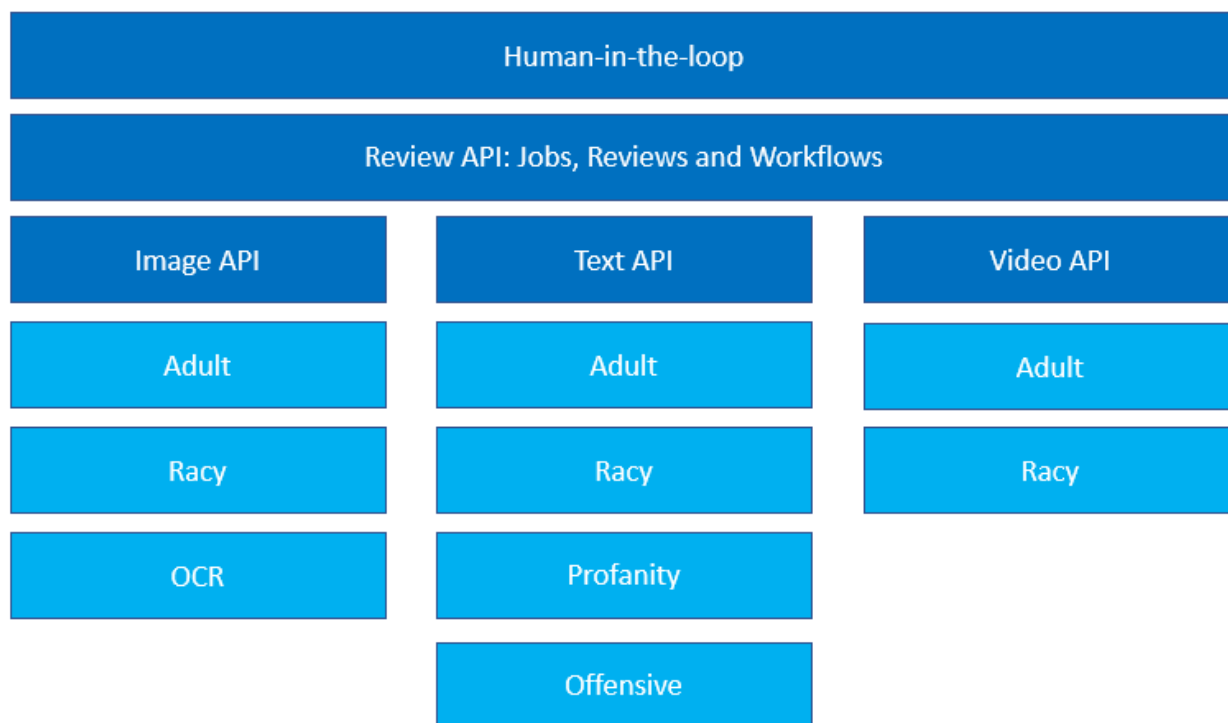 Human-in-the-loop
Review API: Jobs, Reviews and Workflows
Image API
Text API
Video API
Adult
Adult
Adult
Racy
Racy
Racy
OCR
Profanity
Offensive